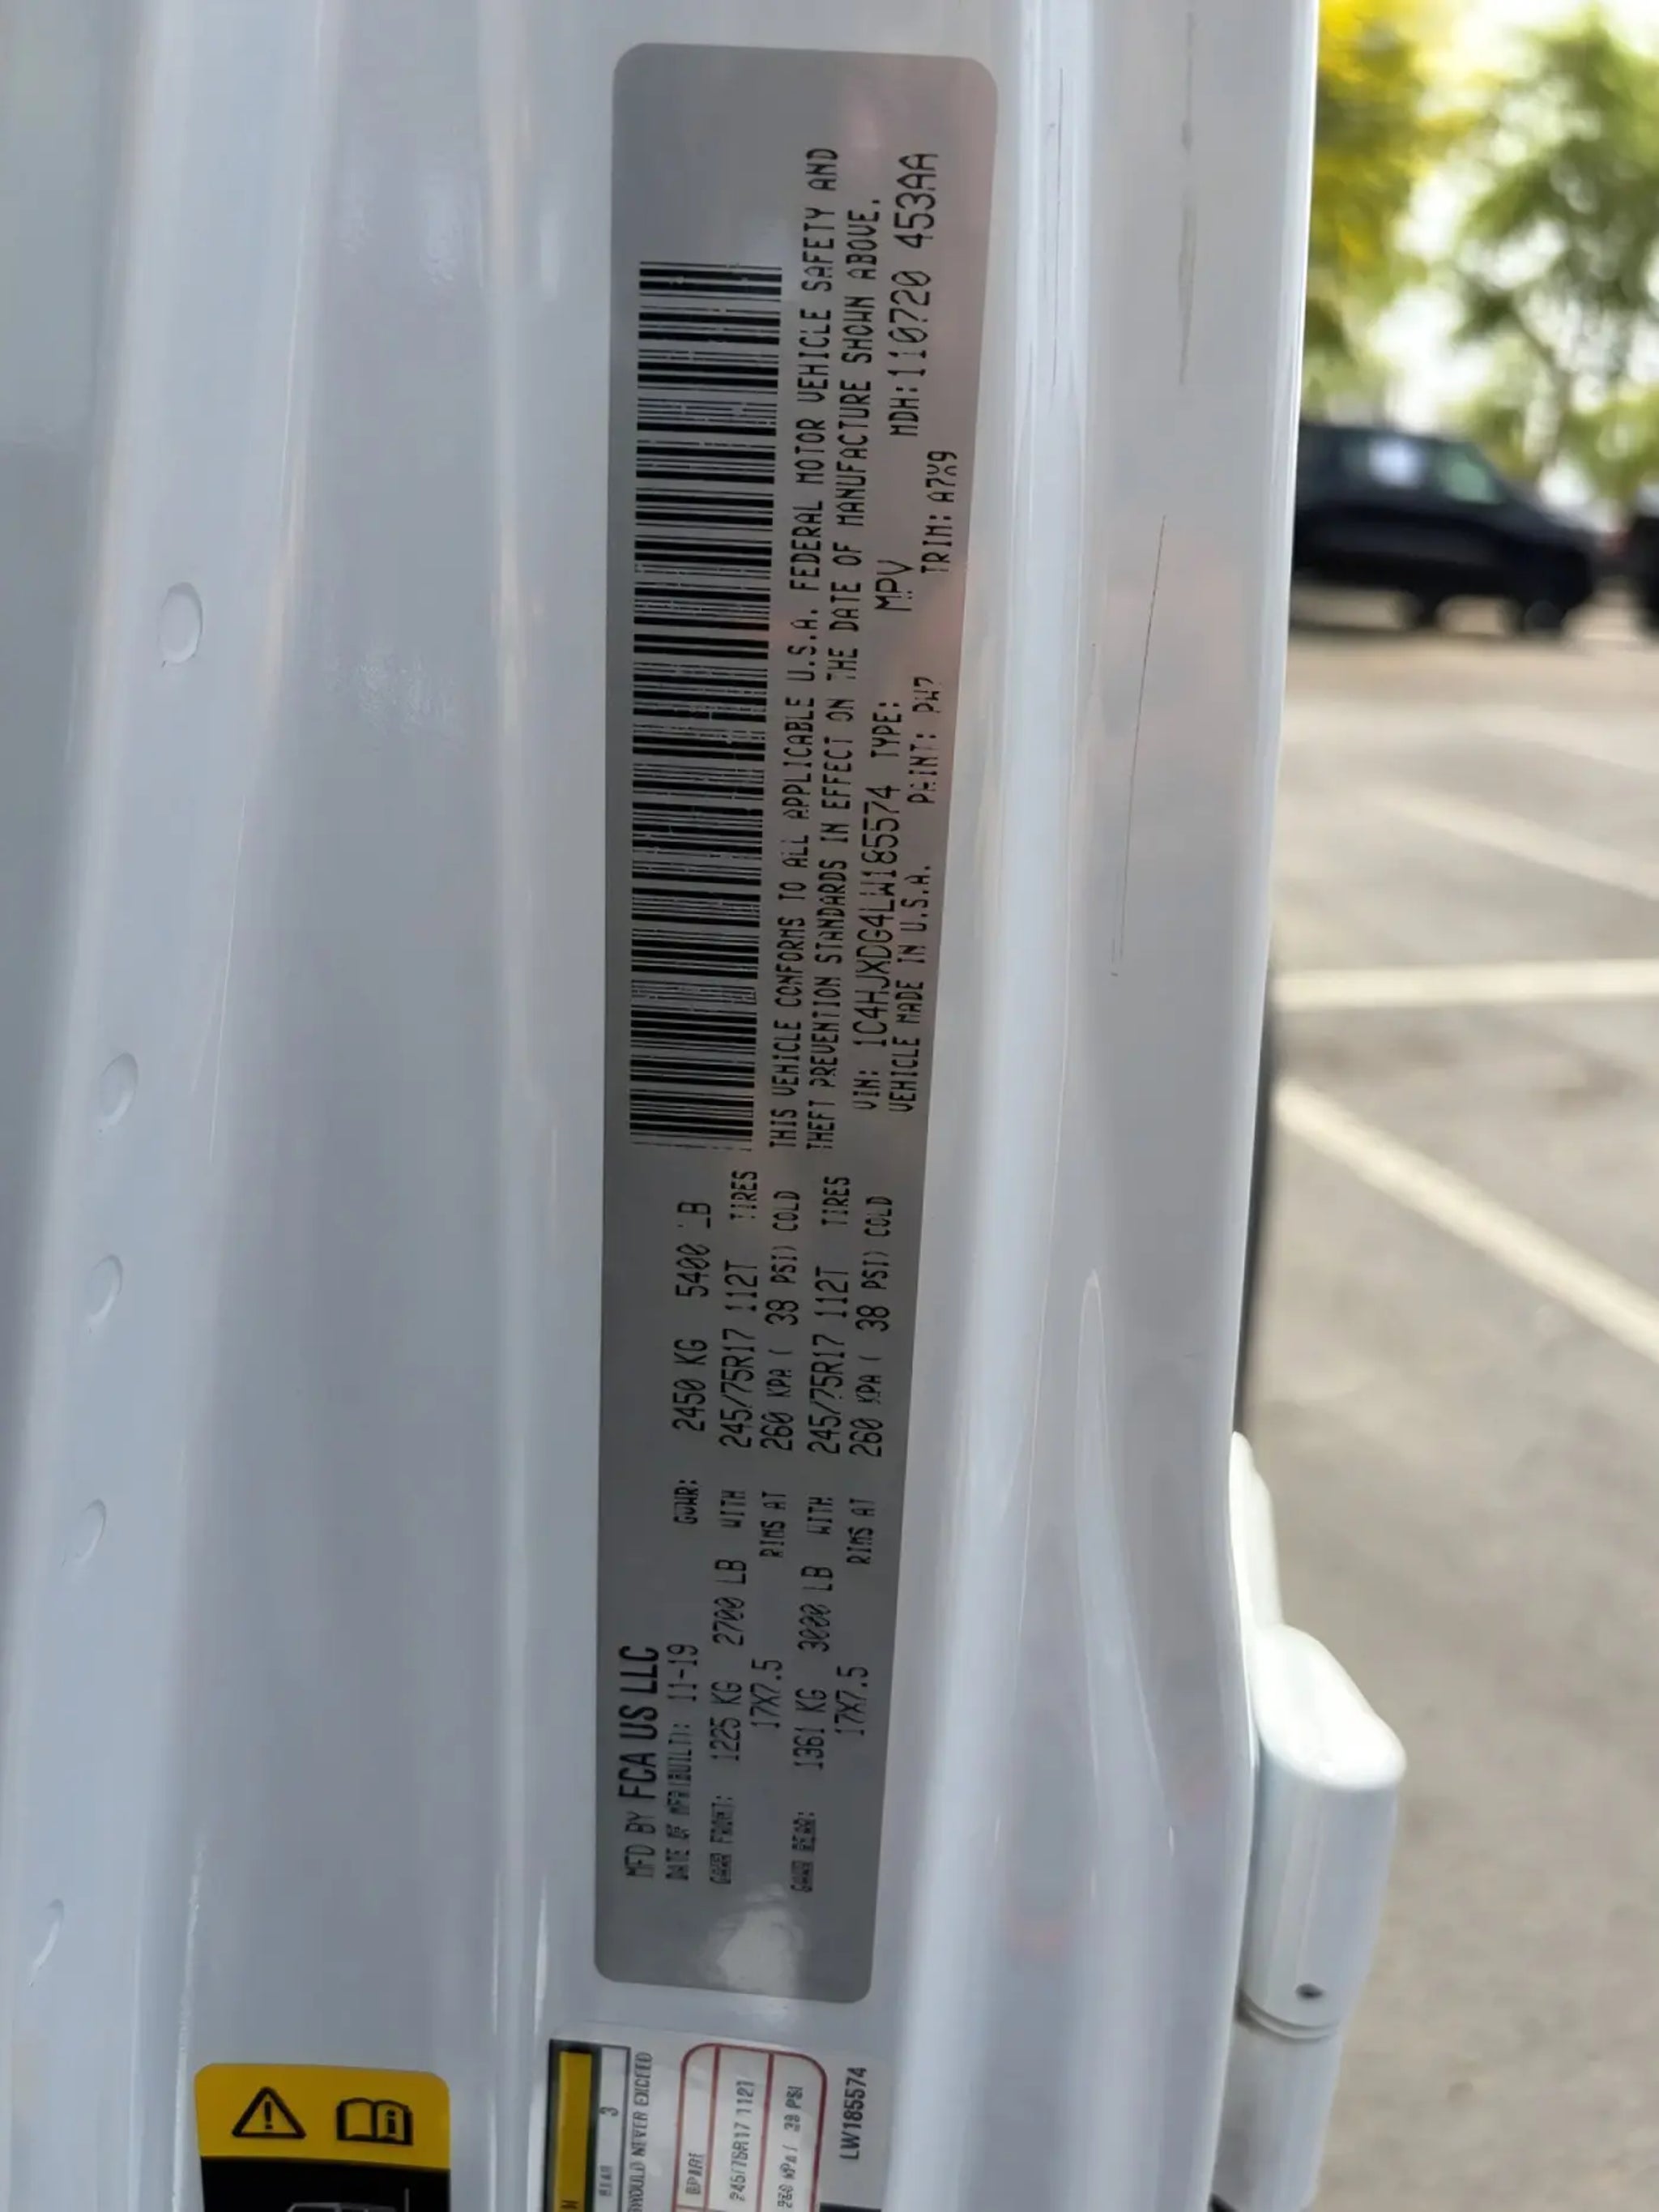 MFD BY FCA US LLC
DATE OF MFR(BUILT): 11-19 GVWR: 2450 KG 5400 LB
GAWR FRONT: 1225 KG 2700 LB WITH 245/75R17 112T TIRES
17X7.5 RIMS AT 260 KPA ( 38 PSI) COLD
GAWR REAR: 1361 KG 3000 LB WITH 245/75R17 112T TIRES
17X7.5 RIMS AT 260 KPA ( 38 PSI) COLD
THIS VEHICLE CONFORMS TO ALL APPLICABLE U.S.A. FEDERAL MOTOR VEHICLE SAFETY AND
THEFT PREVENTION STANDARDS IN EFFECT ON THE DATE OF MANUFACTURE SHOWN ABOVE.
VIN: 1C4HJXDG4LW185574 TYPE: MPV MDH:110720 453AA
VEHICLE MADE IN U.S.A. PAINT: PW7 TRIM: A7X9
REAR 3
SHOULD NEVER EXCEED
SPARE
245/75R17 112T
260 kPa / 38 PSI
LW185574